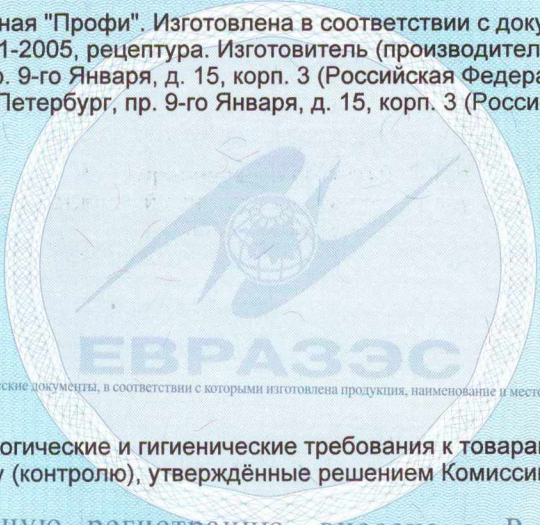 ная "Профи". Изготовлена в соответствии с доку
1-2005, рецептура. Изготовитель (производител
р. 9-го Января, д. 15, корп. 3 (Российская Федера
Петербург, пр. 9-го Января, д. 15, корп. 3 (Росси
ЕВРАЗЭС
ские документы, в соответствии с которыми изготовлена продукция, наименование и место
огические и гигиенические требования к товарам
у (контролю), утверждённые решением Комисси